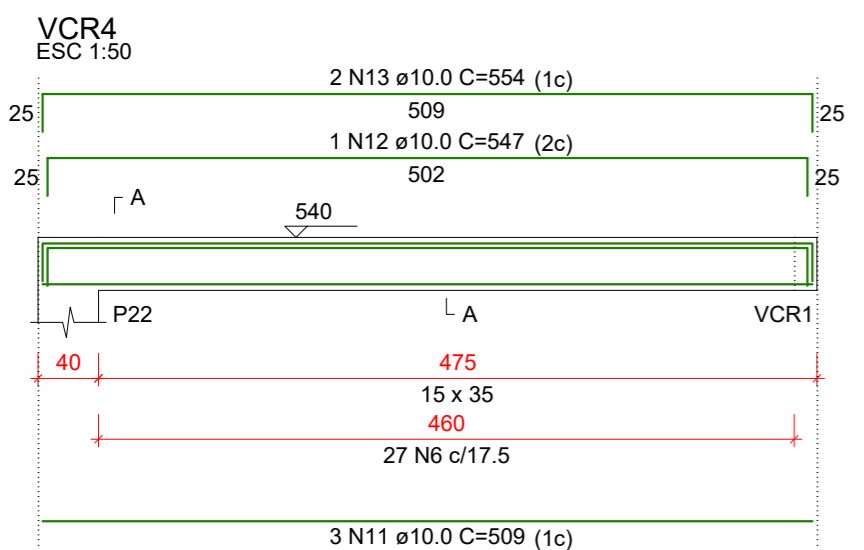 VCR4
ESC 1:50
2 N13 ø10.0 C=554 (1c)
25 509 25
1 N12 ø10.0 C=547 (2c)
25 502 25
A
540
P22 A VCR1
40 475
15 x 35
460
27 N6 c/17.5
3 N11 ø10.0 C=509 (1c)